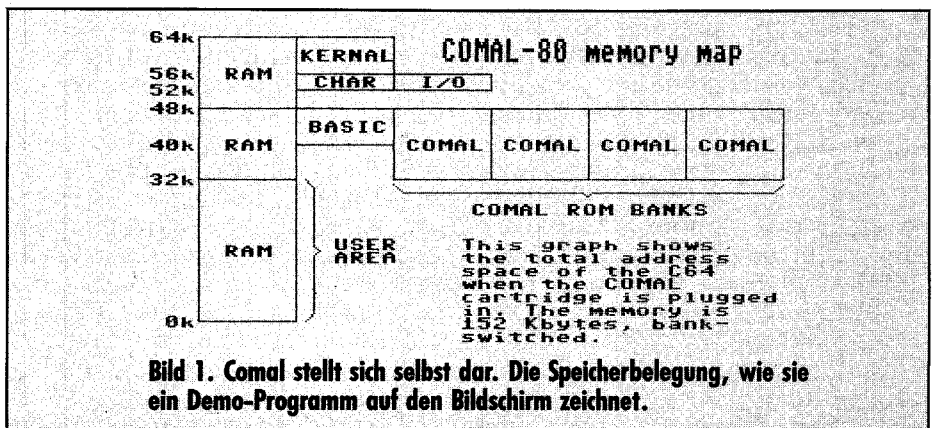 COMAL-80 memory map
64k
56k
52k
48k
40k
32k
0k
RAM
KERNAL
CHAR
I/O
RAM
BASIC
COMAL
COMAL
COMAL
COMAL
COMAL ROM BANKS
RAM
USER
AREA
This graph shows
the total address
space of the C64
when the COMAL
cartridge is plugged
in. The memory is
152 Kbytes, bank-
switched.
Bild 1. Comal stellt sich selbst dar. Die Speicherbelegung, wie sie
ein Demo-Programm auf den Bildschirm zeichnet.